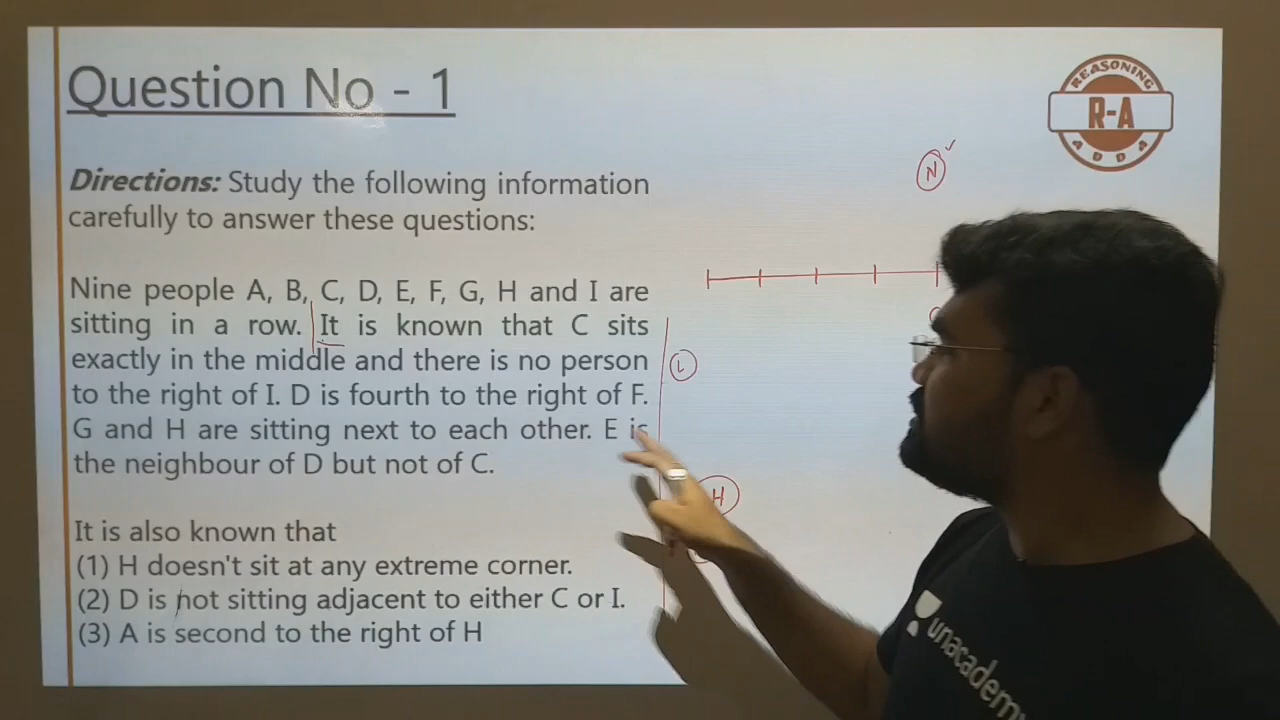 Question No - 1
REASONING
R-A
ADDA
N
Directions: Study the following information
carefully to answer these questions:
Nine people A, B, C, D, E, F, G, H and I are
sitting in a row. It is known that C sits
exactly in the middle and there is no person
to the right of I. D is fourth to the right of F.
G and H are sitting next to each other. E is
the neighbour of D but not of C.
L
H
It is also known that
(1) H doesn't sit at any extreme corner.
(2) D is not sitting adjacent to either C or I.
(3) A is second to the right of H
unacademy